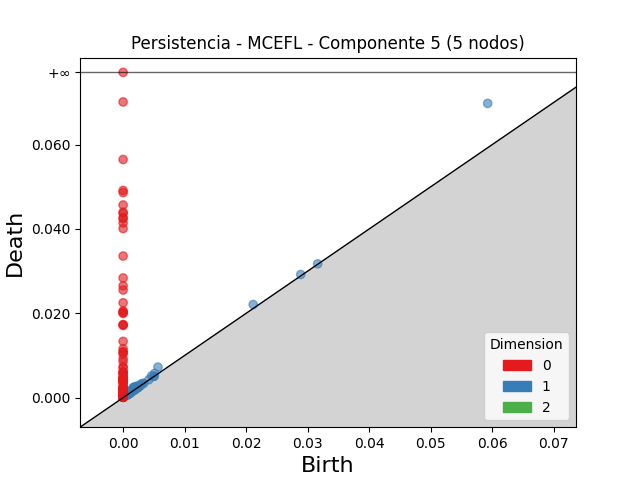 Persistencia - MCEFL - Componente 5 (5 nodos)
+∞
0.060
0.040
0.020
0.000
Death
0.00 0.01 0.02 0.03 0.04 0.05 0.06 0.07
Birth
Dimension
0
1
2